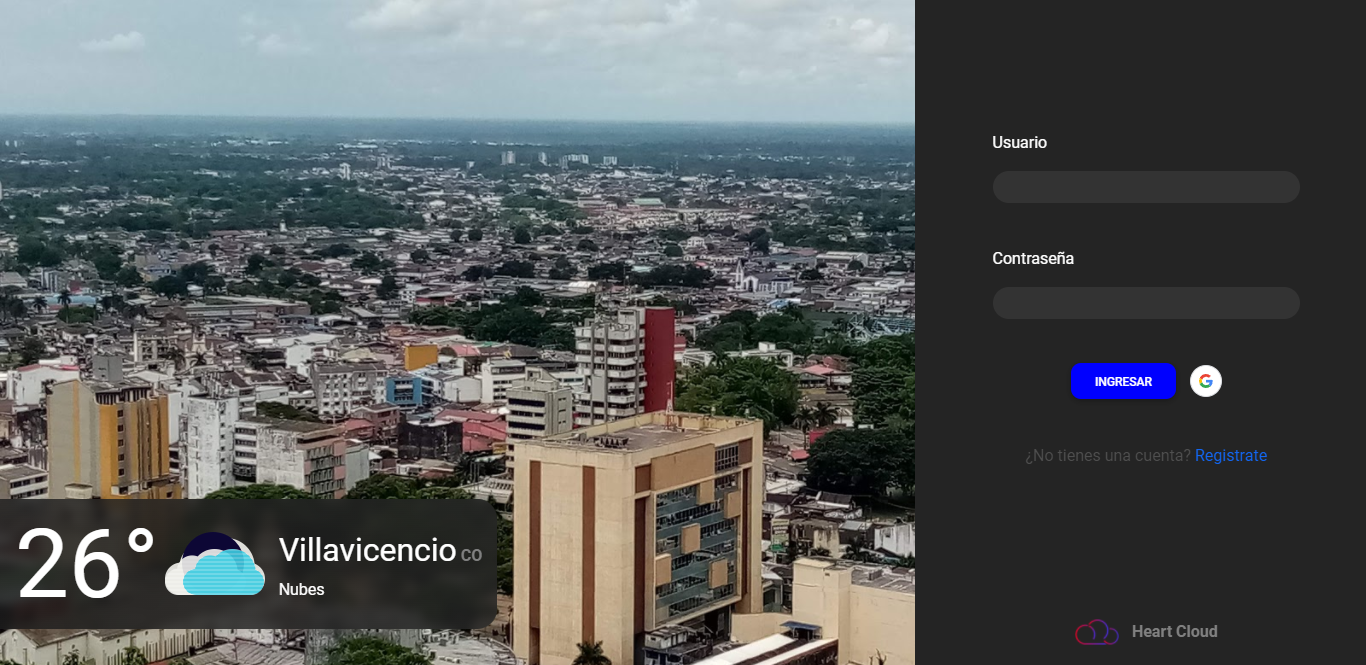 Usuario
Contraseña
INGRESAR
¿No tienes una cuenta? Registrate
26°
Villavicencio CO
Nubes
Heart Cloud